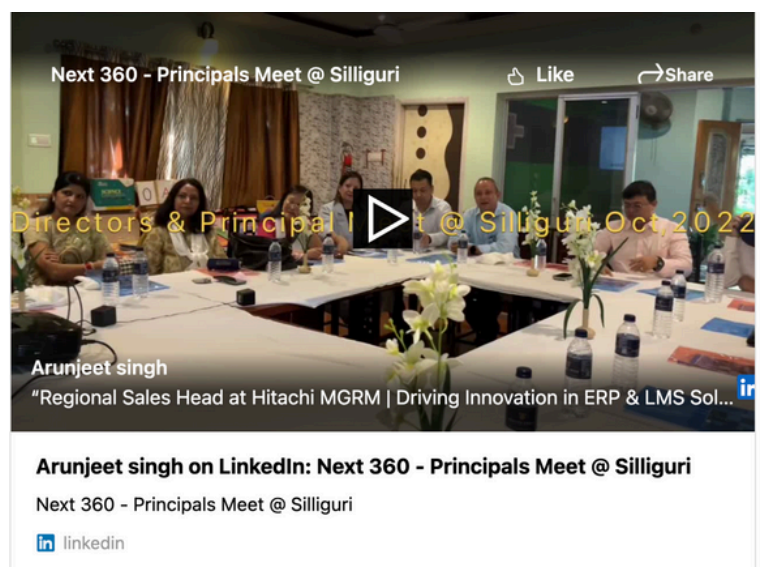 Next 360 - Principals Meet @ Silliguri
Like
Share
SCIENCE
Directors & Principal t @ Silliguri Oct, 2022
Arunjeet singh
“Regional Sales Head at Hitachi MGRM | Driving Innovation in ERP & LMS Sol...
in
Arunjeet singh on LinkedIn: Next 360 - Principals Meet @ Silliguri
Next 360 - Principals Meet @ Silliguri
in linkedin